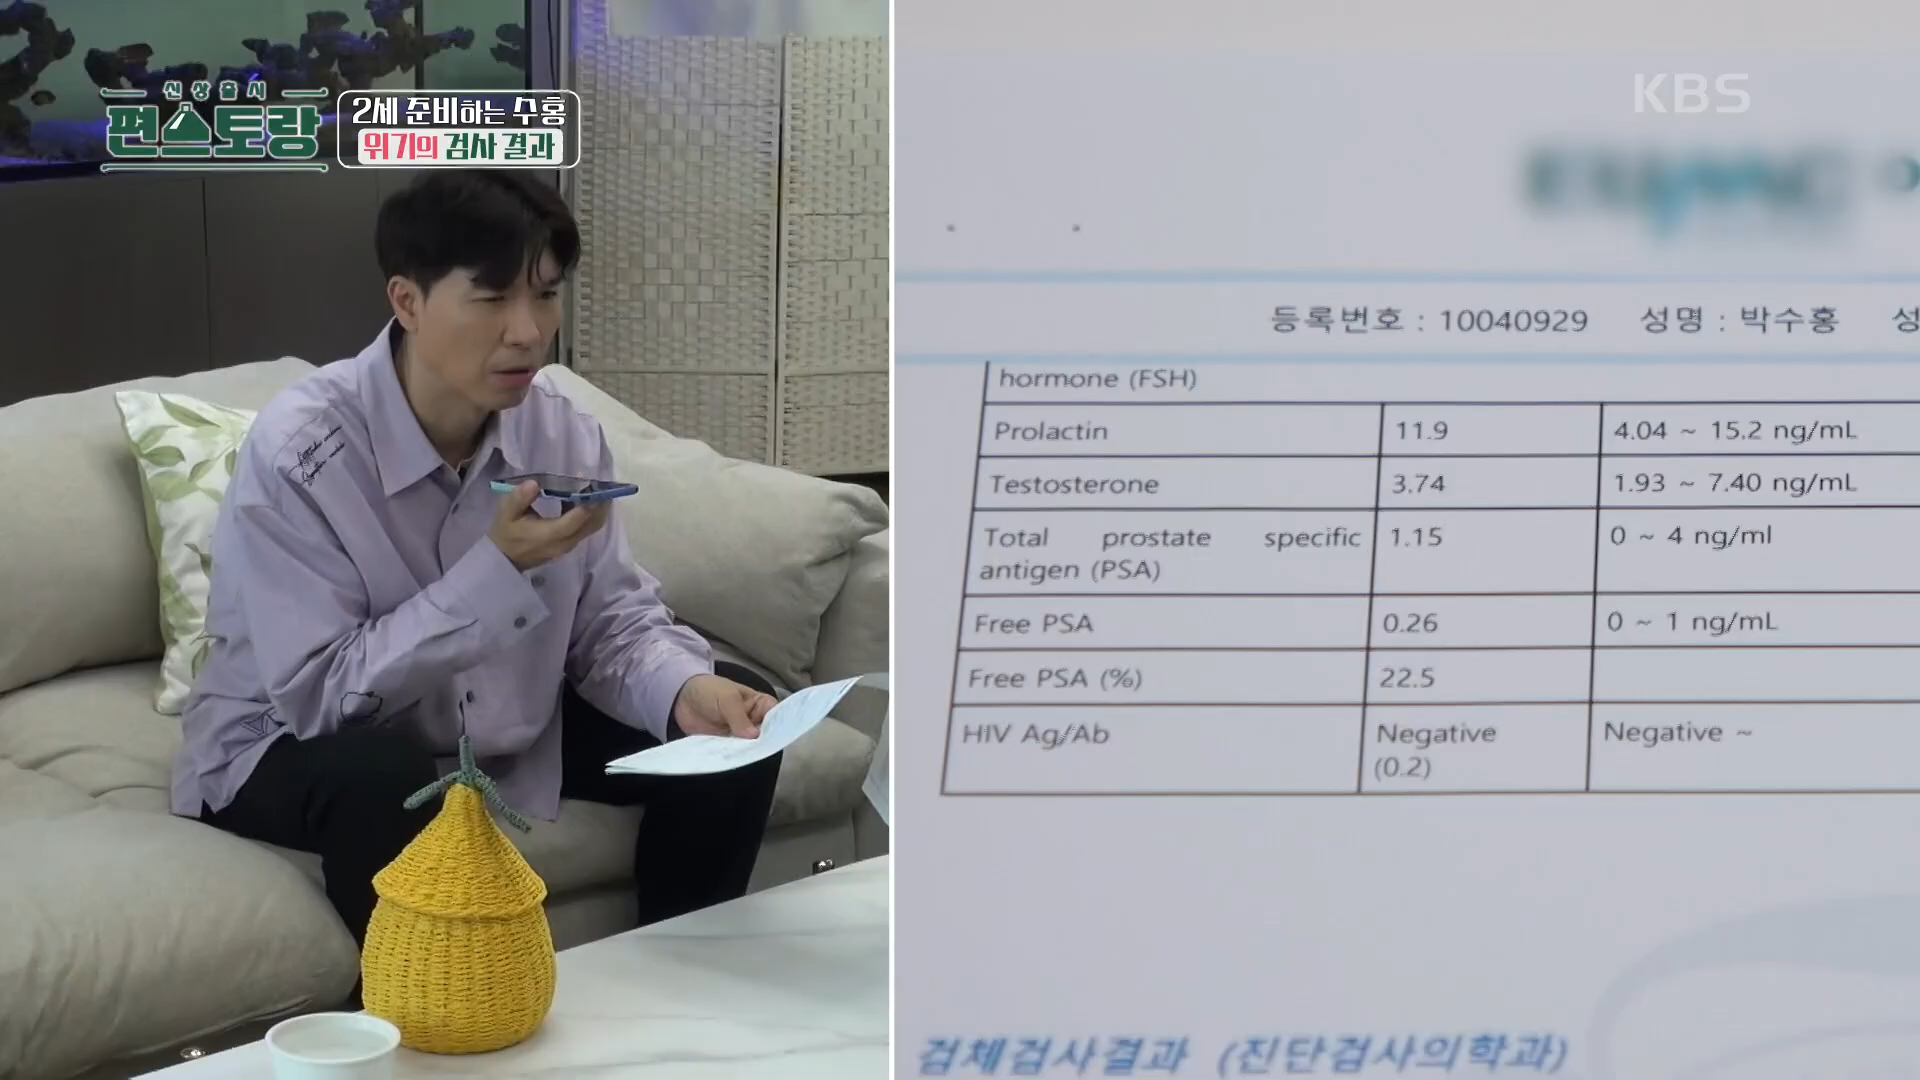 신상출시
편스토랑
2세 준비하는 수홍
위기의 검사 결과
KBS
등록번호 : 10040929 성명 : 박수홍 성
hormone (FSH)
Prolactin 11.9 4.04 ~ 15.2 ng/mL
Testosterone 3.74 1.93 ~ 7.40 ng/mL
Total prostate specific 1.15 0 ~ 4 ng/ml
antigen (PSA)
Free PSA 0.26 0 ~ 1 ng/mL
Free PSA (%) 22.5
HIV Ag/Ab Negative Negative ~
(0.2)
검체검사결과 (진단검사의학과)